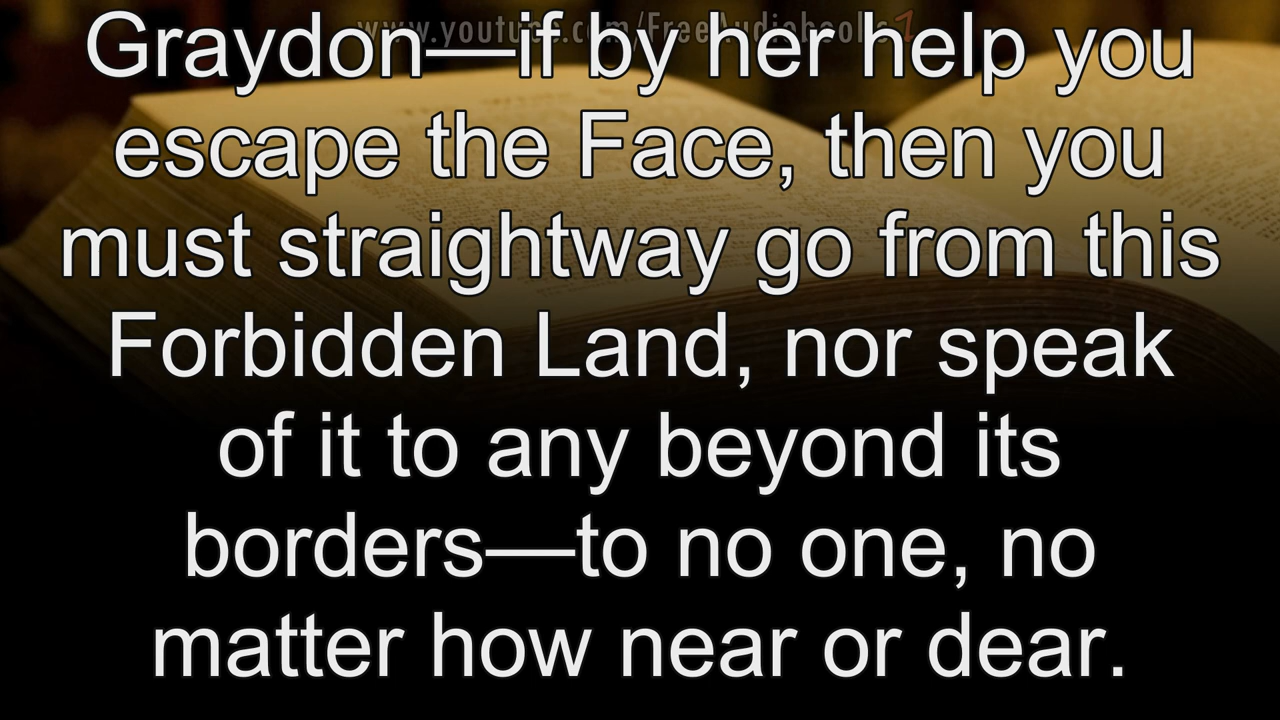 www.youtube.com/FreeAudiobooks1
Graydon—if by her help you
escape the Face, then you
must straightway go from this
Forbidden Land, nor speak
of it to any beyond its
borders—to no one, no
matter how near or dear.